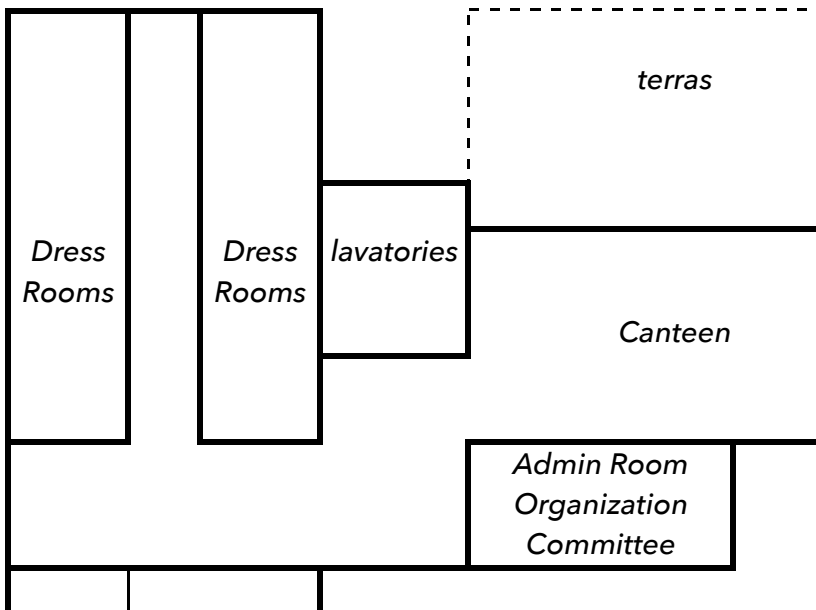 terras
Dress
Rooms
Dress
Rooms
lavatories
Canteen
Admin Room
Organization
Committee